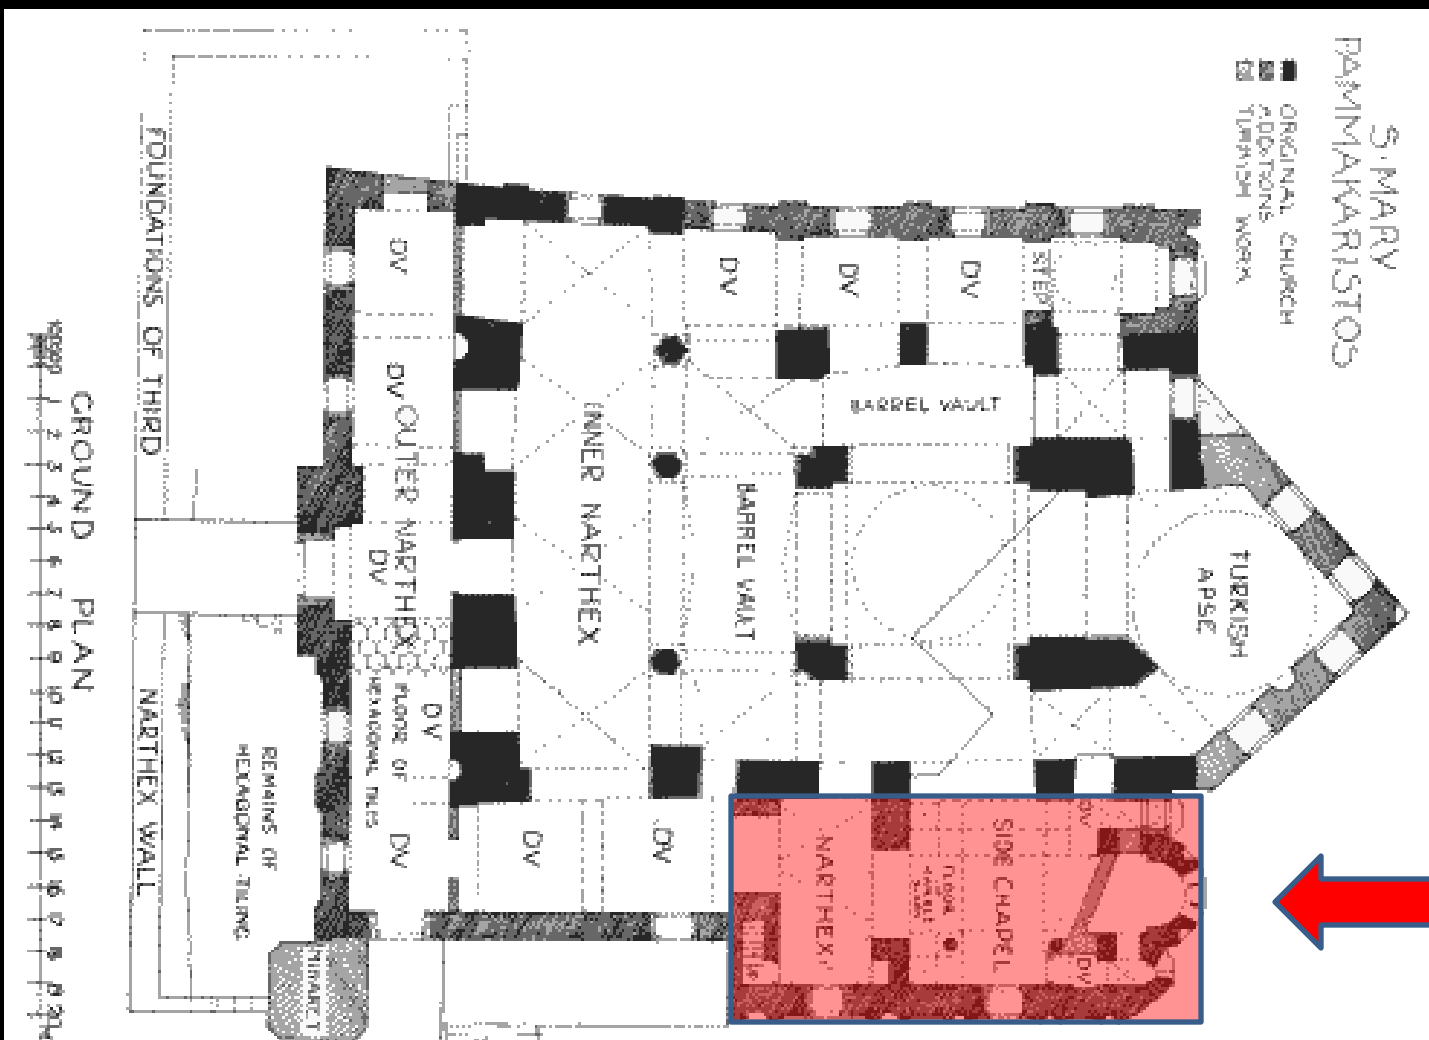 S·MARY
PAMMAKARISTOS
ORIGINAL CHURCH
ADDITIONS
TURKISH WORK
FOUNDATIONS OF THIRD
NARTHEX WALL
GROUND PLAN
REMAINS OF
HEXAGONAL TILING
MINARET
DV
DV
OUTER NARTHEX
DV
DV
FLOOR OF
HEXAGONAL TILES
DV
INNER NARTHEX
DV
DV
DV
DV
DV
BARREL VAULT
BARREL VAULT
TURKISH
APSE
NARTHEX
SIDE CHAPEL
DV
DV